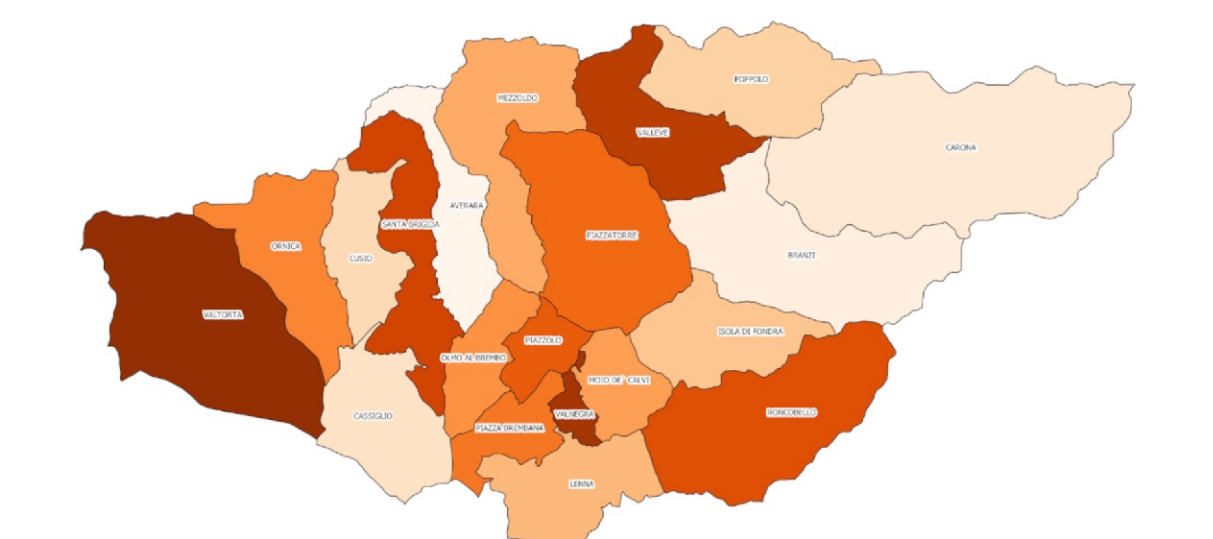 FOPPOLO
MEZZOLDO
VALLEVE
CARONA
AVERARA
SANTA BRIGIDA
PIAZZATORRE
ORNICA
CUSIO
BRANZI
VALTORTA
ISOLA DI FONDRA
PIAZZOLO
OLMO AL BREMBO
MOIO DE' CALVI
RONCOBELLO
CASSIGLIO
VALNEGRA
PIAZZA BREMBANA
LENNA